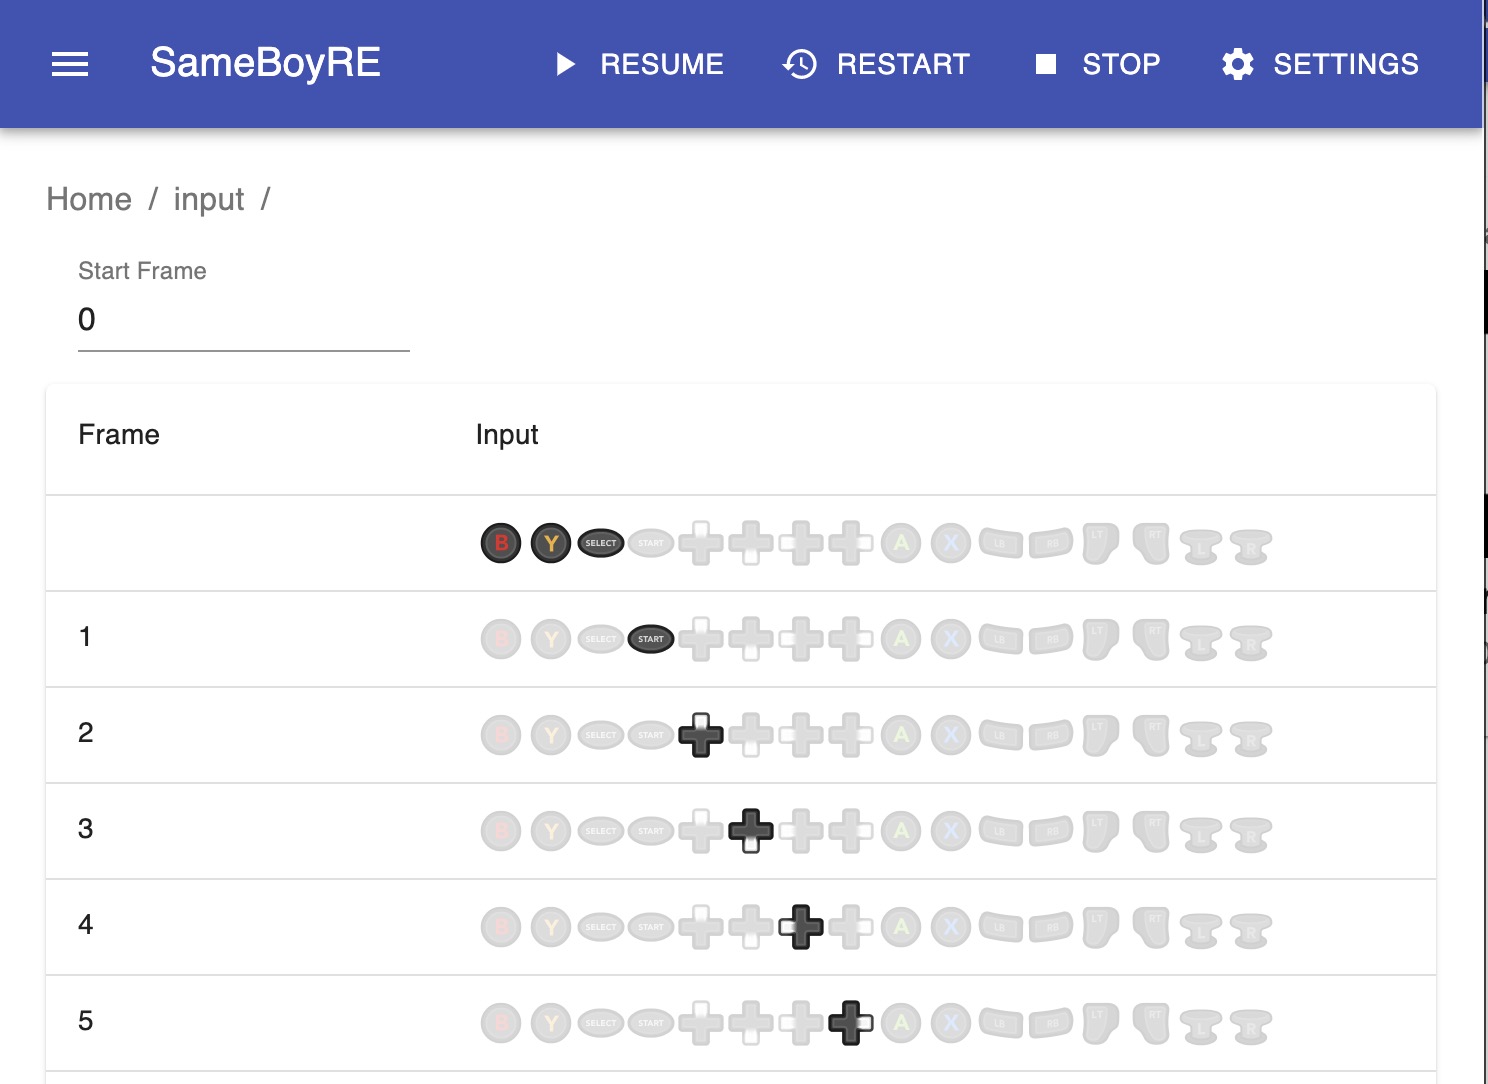 SameBoyRE RESUME RESTART STOP SETTINGS
Home / input /
Start Frame
0
Frame Input
B Y SELECT START A X LB RB LT RT L R
1 B Y SELECT START A X LB RB LT RT L R
2 B Y SELECT START A X LB RB LT RT L R
3 B Y SELECT START A X LB RB LT RT L R
4 B Y SELECT START A X LB RB LT RT L R
5 B Y SELECT START A X LB RB LT RT L R